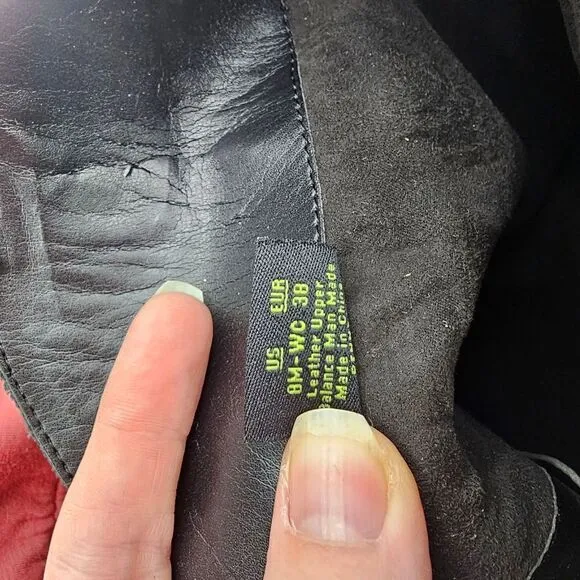 US EUR
8M-WC 38
Leather Upper
Balance Man Made
Made in China